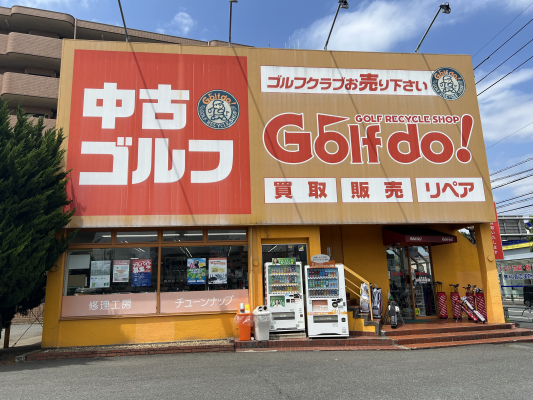 中古
ゴルフ
Golfdo
ゴルフクラブお売り下さい
GOLF RECYCLE SHOP
Golfdo!
買取
販売
リペア
修理工房
チューンナップ